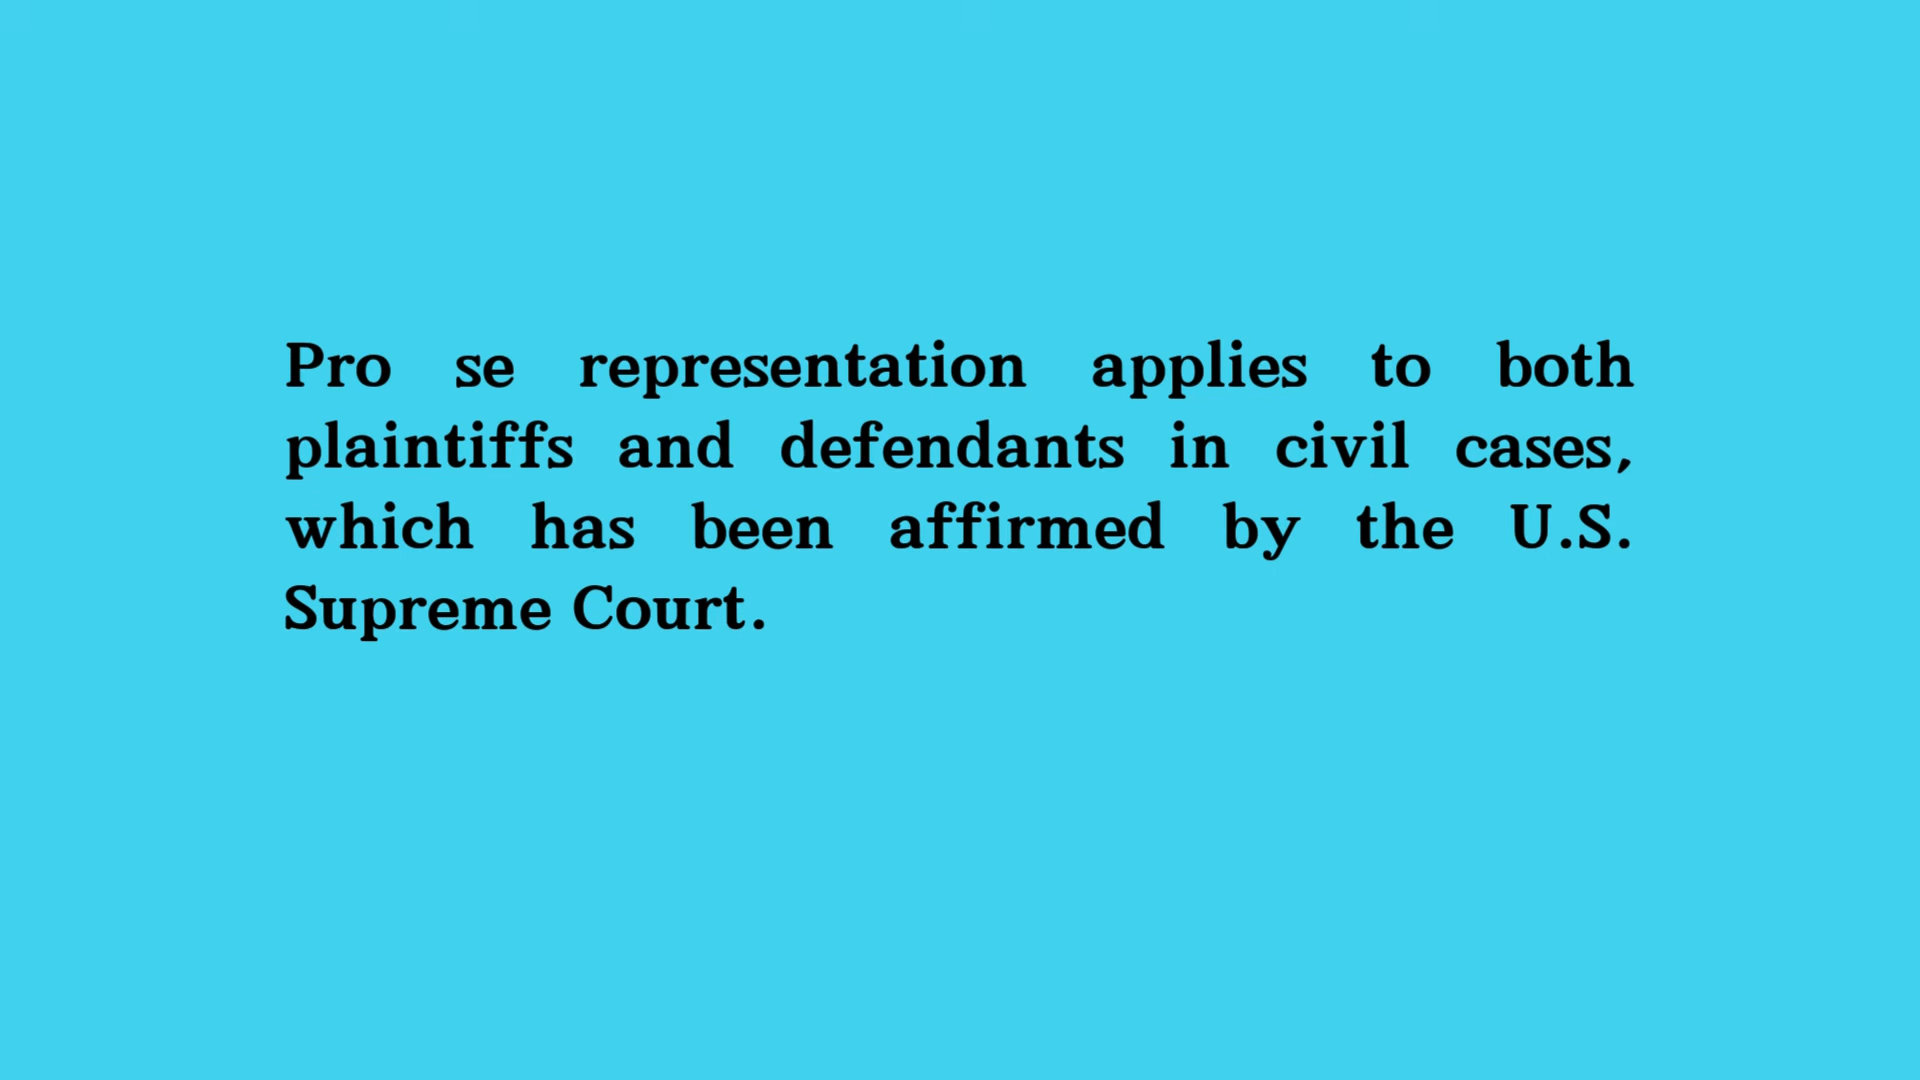 Pro se representation applies to both
plaintiffs and defendants in civil cases,
which has been affirmed by the U.S.
Supreme Court.